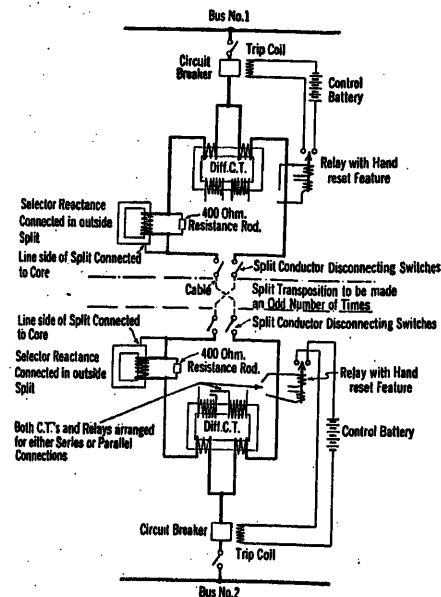 Bus No.1
Trip Coil
Circuit
Breaker
Control
Battery
Diff.C.T.
Relay with Hand
reset Feature
Selector Reactance
Connected in outside
Split
400 Ohm.
Resistance Rod.
Line side of Split Connected
to Core
Split Conductor Disconnecting Switches
Cable
Split Transposition to be made
an Odd Number of Times
Line side of Split Connected
to Core
Split Conductor Disconnecting Switches
Selector Reactance
Connected in outside
Split
400 Ohm.
Resistance Rod.
Relay with Hand
reset Feature
Both C.T.'s and Relays arranged
for either Series or Parallel
Connections
Diff.C.T.
Control Battery
Circuit Breaker
Trip Coil
Bus No.2